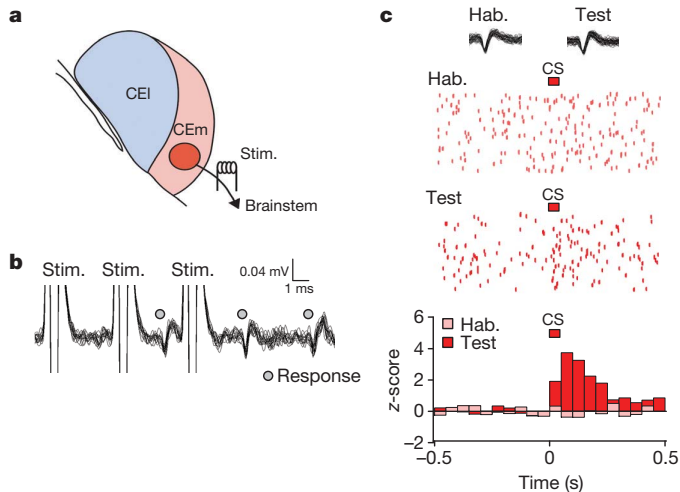 a
CEl
CEm
Stim.
Brainstem
b
Stim. Stim. Stim.
0.04 mV
1 ms
Response
c
Hab. Test
CS
Hab.
CS
Test
Hab.
Test
CS
z-score
6
4
2
0
−2
−0.5 0 0.5
Time (s)